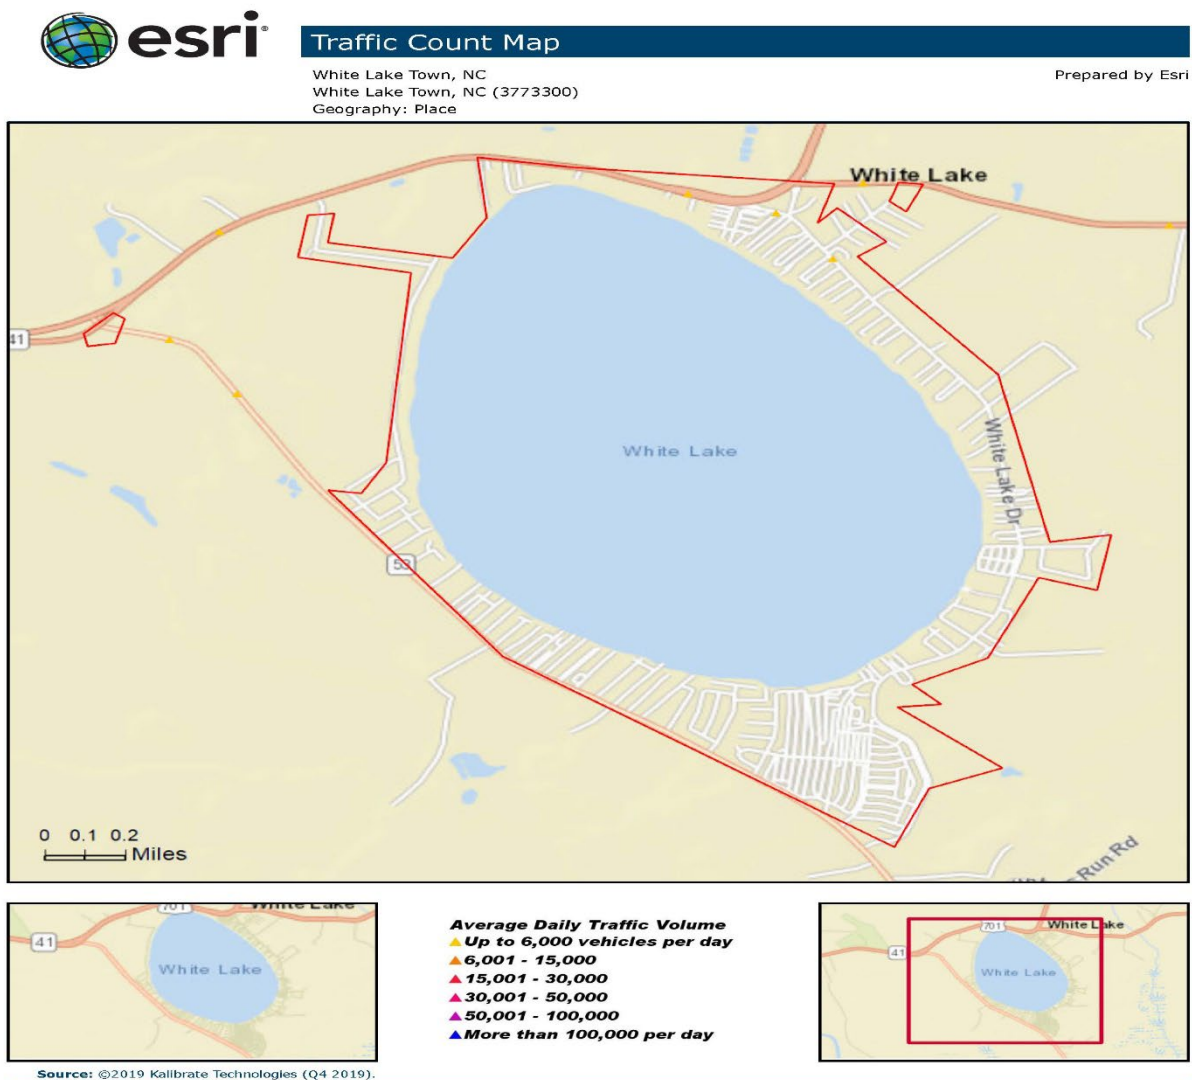 esri®
Traffic Count Map
White Lake Town, NC
Prepared by Esri
White Lake Town, NC (3773300)
Geography: Place
White Lake
41
White Lake
White Lake Dr
53
0 0.1 0.2
Miles
Run Rd
701
White Lake
41
White Lake
Average Daily Traffic Volume
Up to 6,000 vehicles per day
6,001 - 15,000
15,001 - 30,000
30,001 - 50,000
50,001 - 100,000
More than 100,000 per day
701
White Lake
41
White Lake
Source: ©2019 Kalibrate Technologies (Q4 2019).